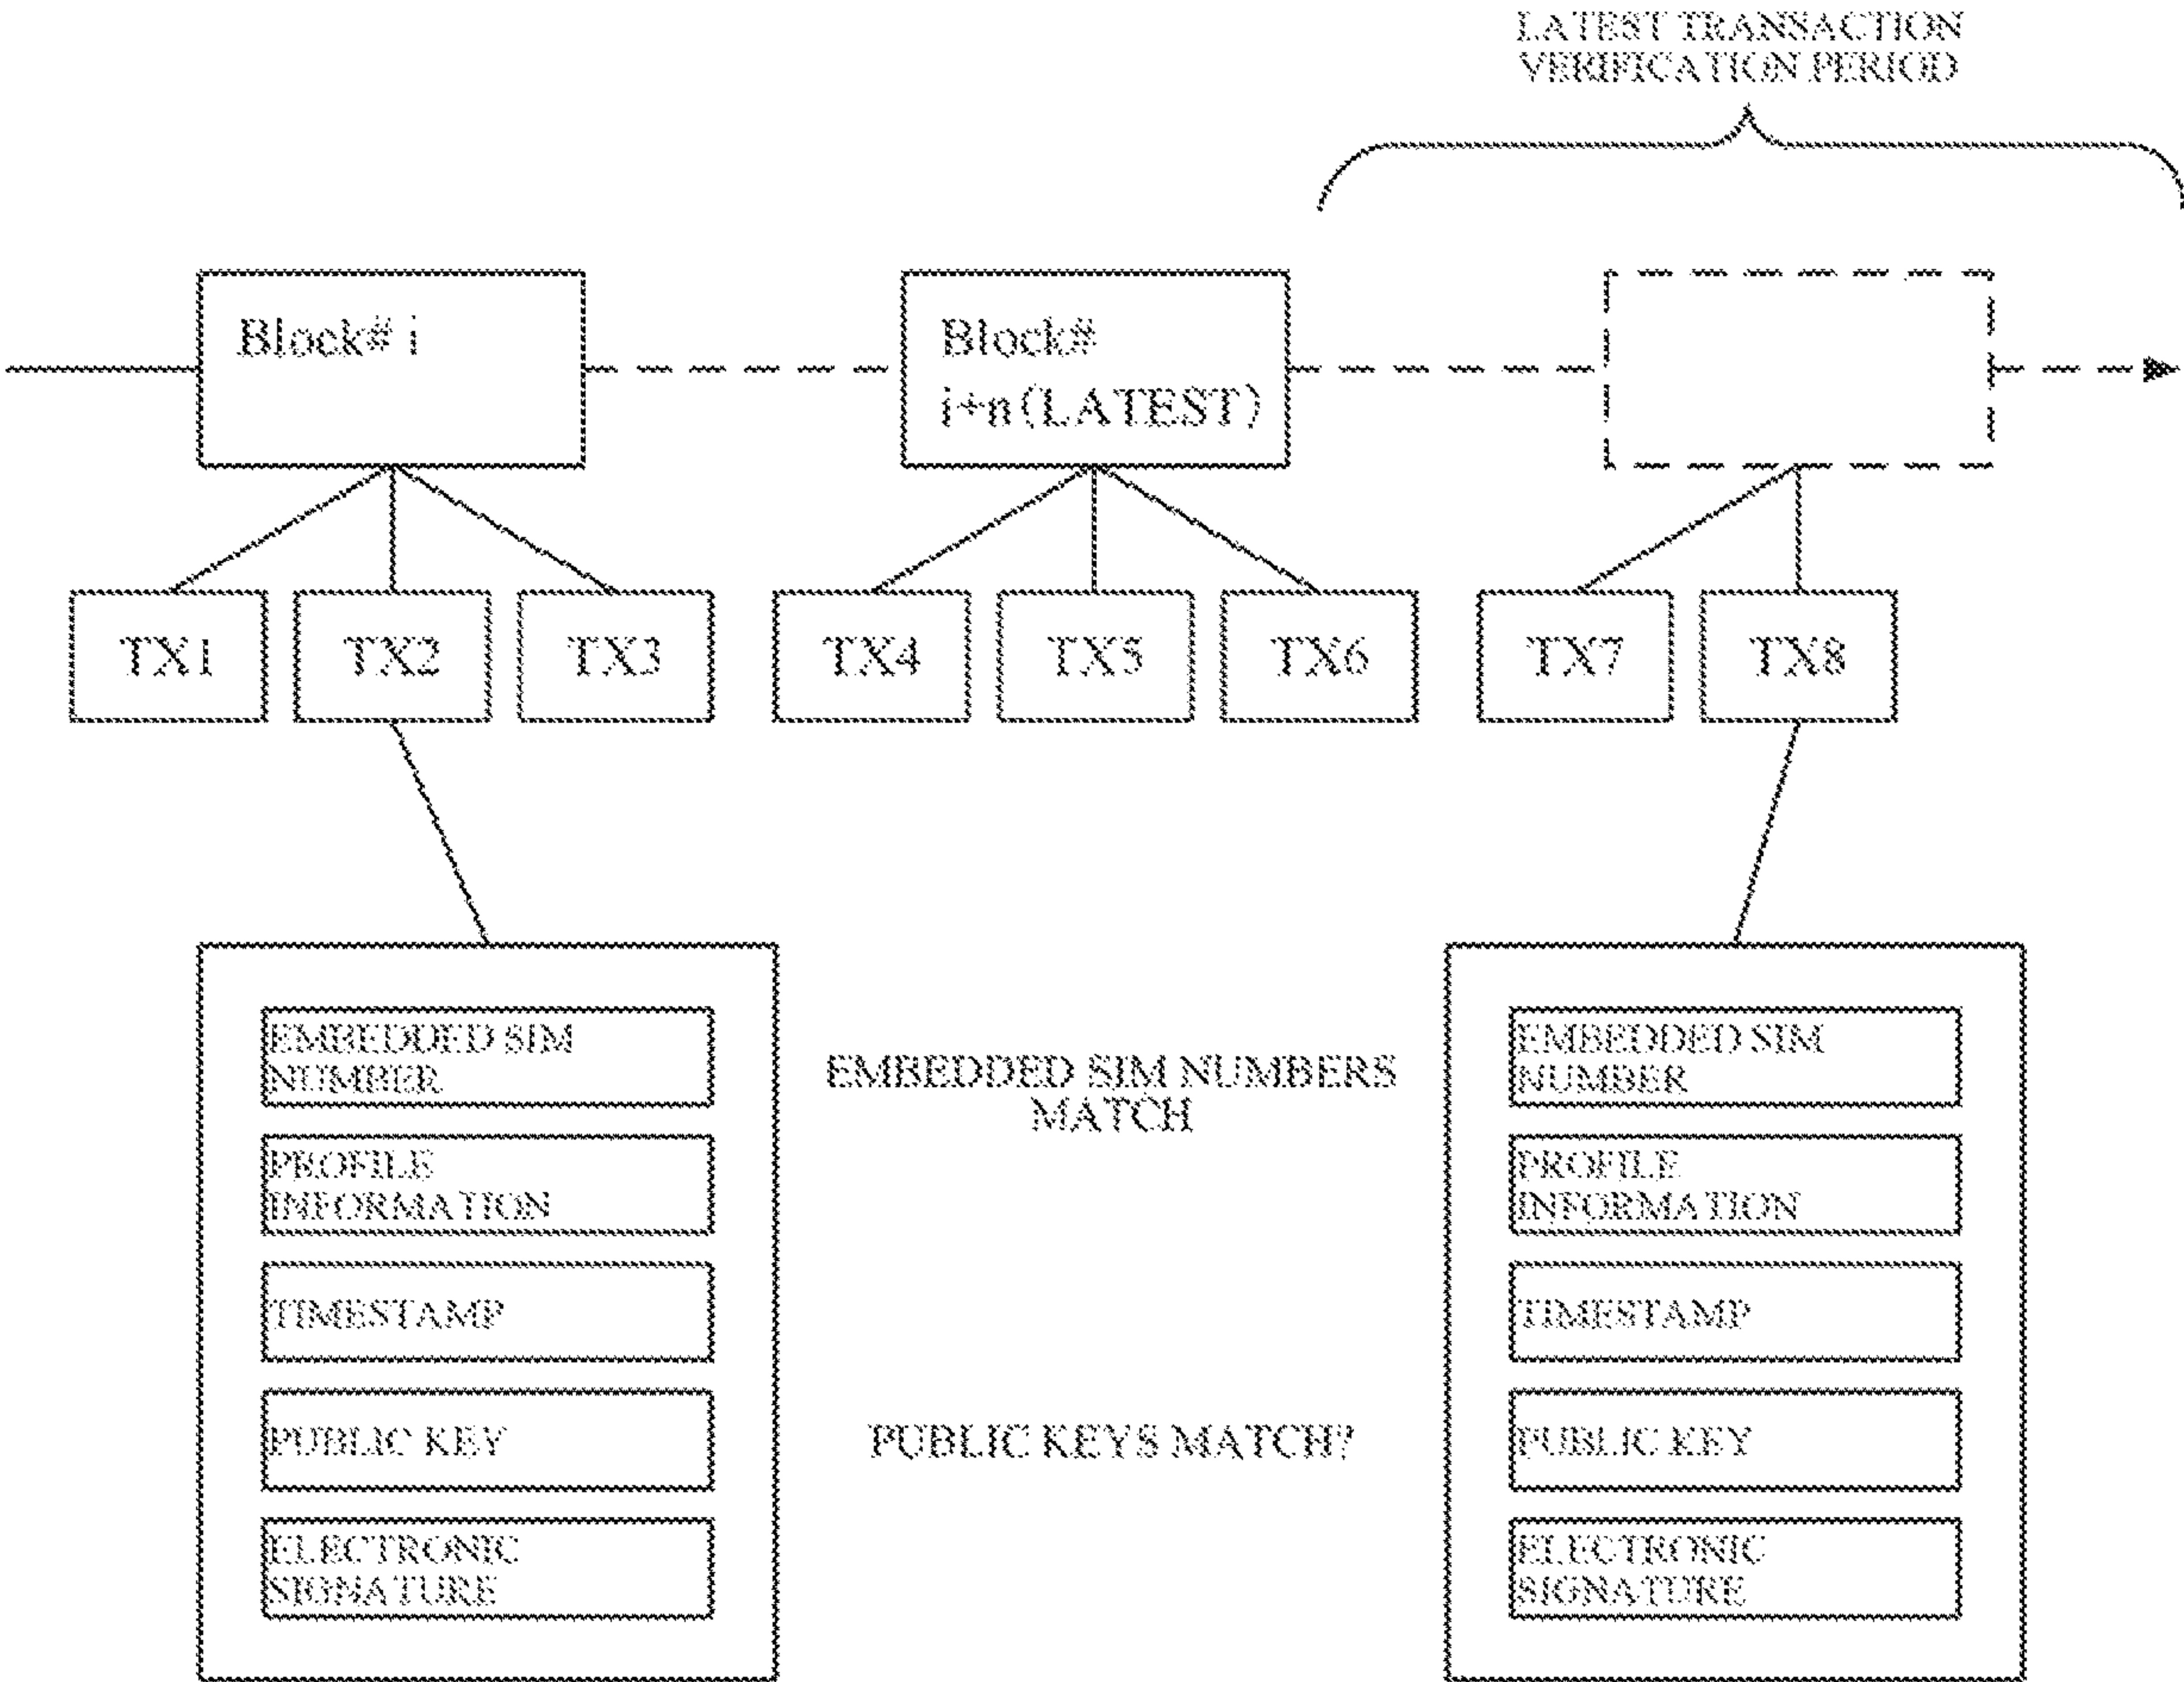 LATEST TRANSACTION
VERIFICATION PERIOD
Block# i
Block#
i+n(LATEST)
TX1
TX2
TX3
TX4
TX5
TX6
TX7
TX8
EMBEDDED SIM
NUMBER
PROFILE
INFORMATION
TIMESTAMP
PUBLIC KEY
ELECTRONIC
SIGNATURE
EMBEDDED SIM NUMBERS
MATCH
PUBLIC KEYS MATCH?
EMBEDDED SIM
NUMBER
PROFILE
INFORMATION
TIMESTAMP
PUBLIC KEY
ELECTRONIC
SIGNATURE